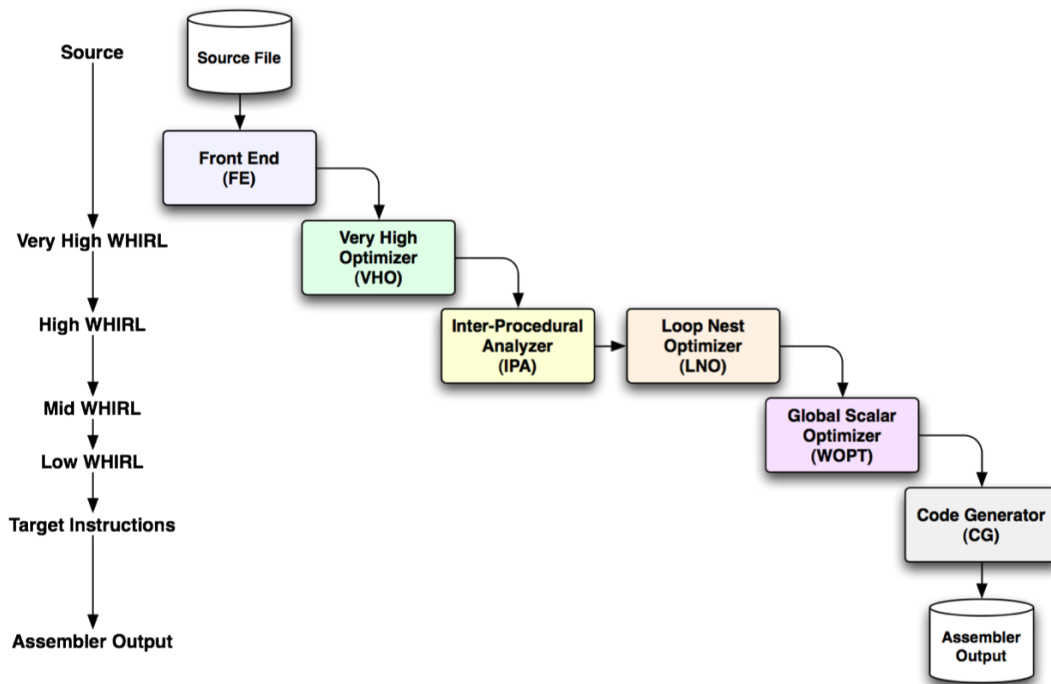 Source
Source File
Front End
(FE)
Very High WHIRL
Very High
Optimizer
(VHO)
High WHIRL
Inter-Procedural
Analyzer
(IPA)
Loop Nest
Optimizer
(LNO)
Mid WHIRL
Global Scalar
Optimizer
(WOPT)
Low WHIRL
Target Instructions
Code Generator
(CG)
Assembler Output
Assembler
Output